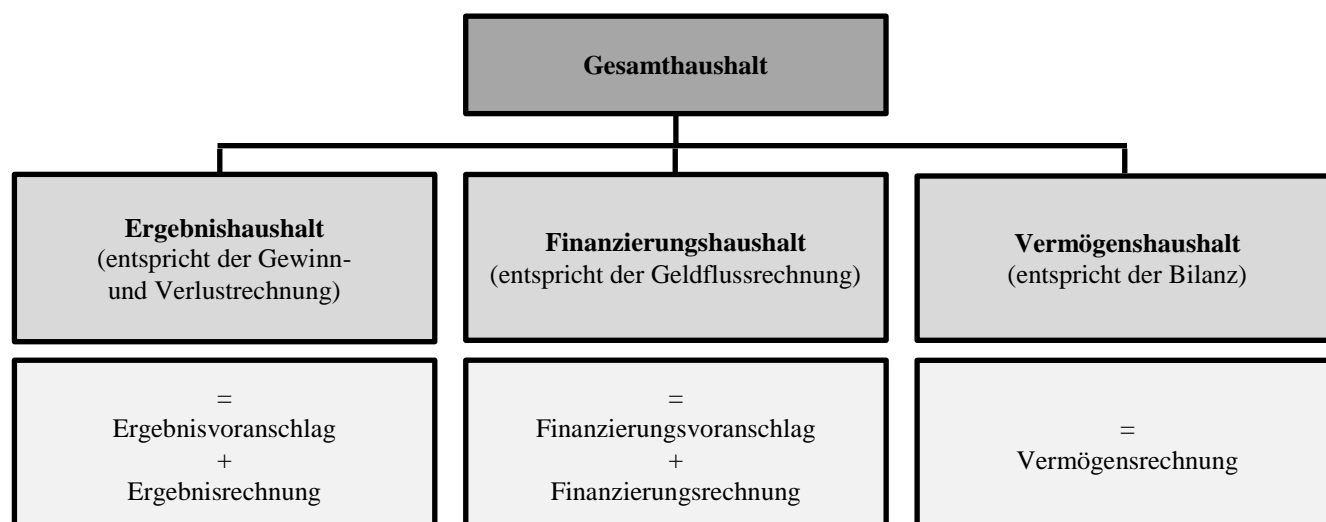 Gesamthaushalt
Ergebnishaushalt
(entspricht der Gewinn-
und Verlustrechnung)
Finanzierungshaushalt
(entspricht der Geldflussrechnung)
Vermögenshaushalt
(entspricht der Bilanz)
=
Ergebnisvoranschlag
+
Ergebnisrechnung
=
Finanzierungsvoranschlag
+
Finanzierungsrechnung
=
Vermögensrechnung